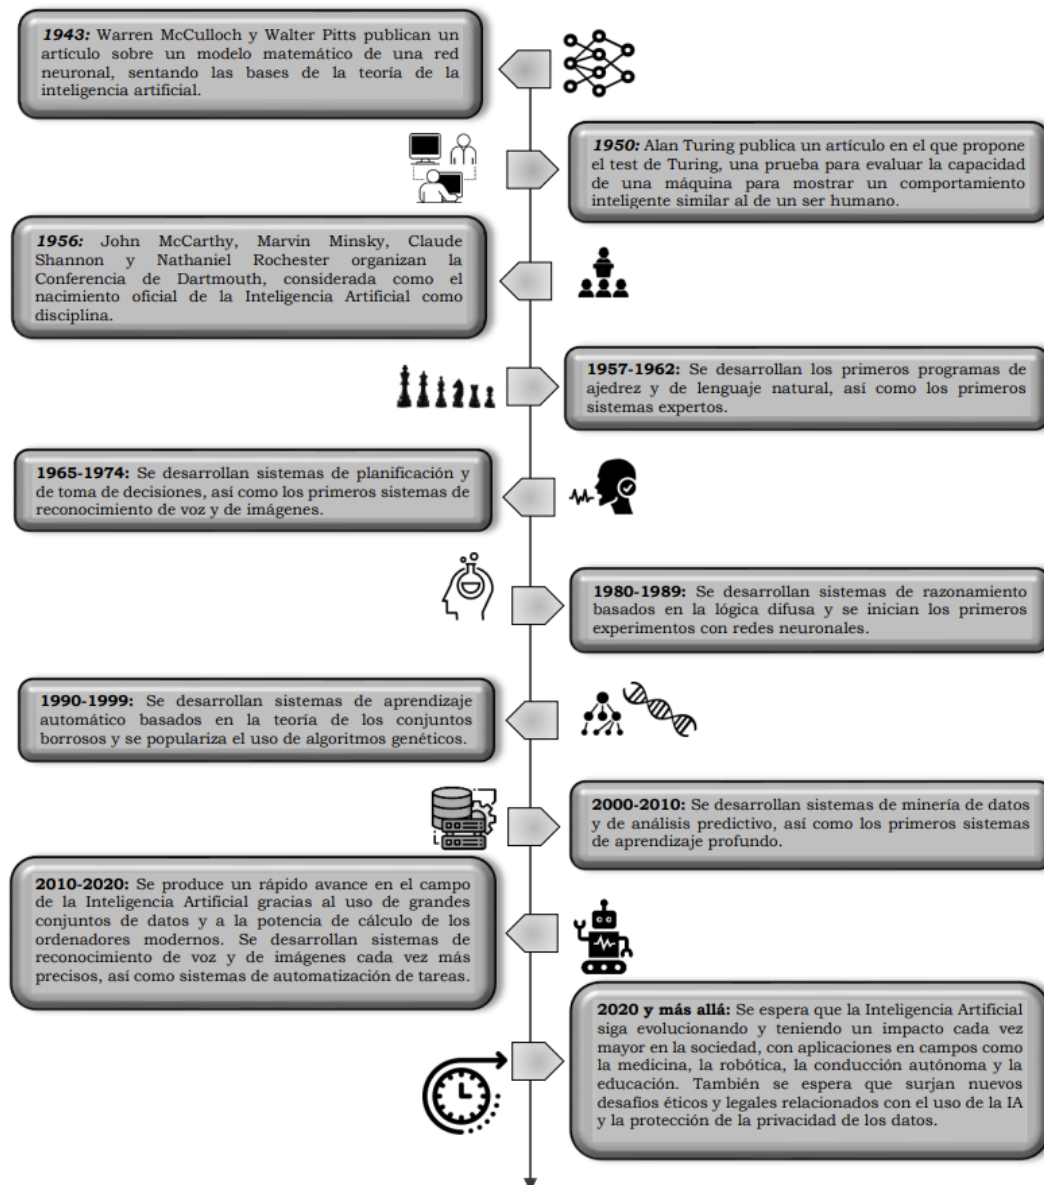 1943: Warren McCulloch y Walter Pitts publican un
artículo sobre un modelo matemático de una red
neuronal, sentando las bases de la teoría de la
inteligencia artificial.
1950: Alan Turing publica un artículo en el que propone
el test de Turing, una prueba para evaluar la capacidad
de una máquina para mostrar un comportamiento
inteligente similar al de un ser humano.
1956: John McCarthy, Marvin Minsky, Claude
Shannon y Nathaniel Rochester organizan la
Conferencia de Dartmouth, considerada como el
nacimiento oficial de la Inteligencia Artificial como
disciplina.
1957-1962: Se desarrollan los primeros programas de
ajedrez y de lenguaje natural, así como los primeros
sistemas expertos.
1965-1974: Se desarrollan sistemas de planificación y
de toma de decisiones, así como los primeros sistemas de
reconocimiento de voz y de imágenes.
1980-1989: Se desarrollan sistemas de razonamiento
basados en la lógica difusa y se inician los primeros
experimentos con redes neuronales.
1990-1999: Se desarrollan sistemas de aprendizaje
automático basados en la teoría de los conjuntos
borrosos y se populariza el uso de algoritmos genéticos.
2000-2010: Se desarrollan sistemas de minería de datos
y de análisis predictivo, así como los primeros sistemas
de aprendizaje profundo.
2010-2020: Se produce un rápido avance en el campo
de la Inteligencia Artificial gracias al uso de grandes
conjuntos de datos y a la potencia de cálculo de los
ordenadores modernos. Se desarrollan sistemas de
reconocimiento de voz y de imágenes cada vez más
precisos, así como sistemas de automatización de tareas.
2020 y más allá: Se espera que la Inteligencia Artificial
siga evolucionando y teniendo un impacto cada vez
mayor en la sociedad, con aplicaciones en campos como
la medicina, la robótica, la conducción autónoma y la
educación. También se espera que surjan nuevos
desafíos éticos y legales relacionados con el uso de la IA
y la protección de la privacidad de los datos.